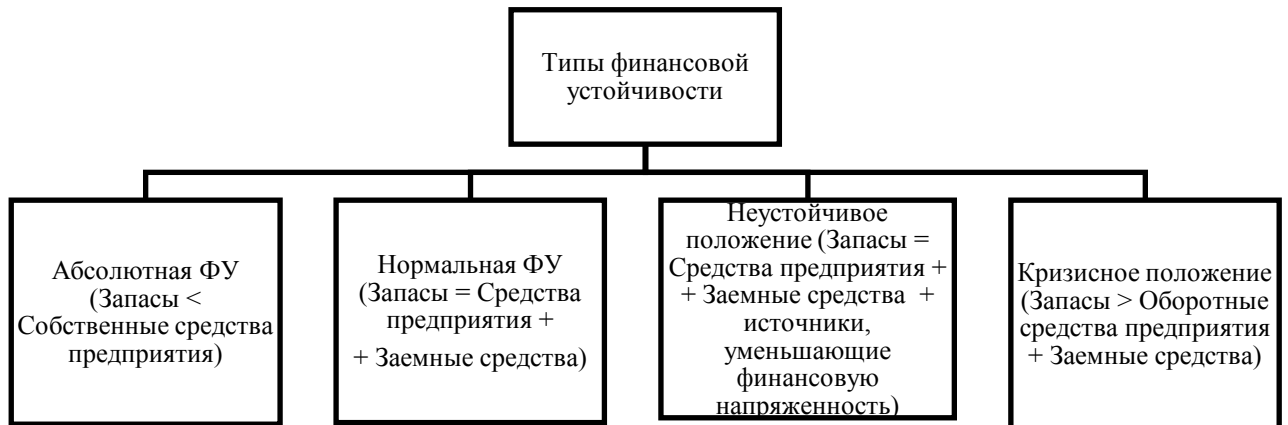 Типы финансовой
устойчивости
Абсолютная ФУ
(Запасы <
Собственные средства
предприятия)
Нормальная ФУ
(Запасы = Средства
предприятия +
+ Заемные средства)
Неустойчивое
положение (Запасы =
Средства предприятия +
+ Заемные средства +
источники,
уменьшающие
финансовую
напряженность)
Кризисное положение
(Запасы > Оборотные
средства предприятия
+ Заемные средства)